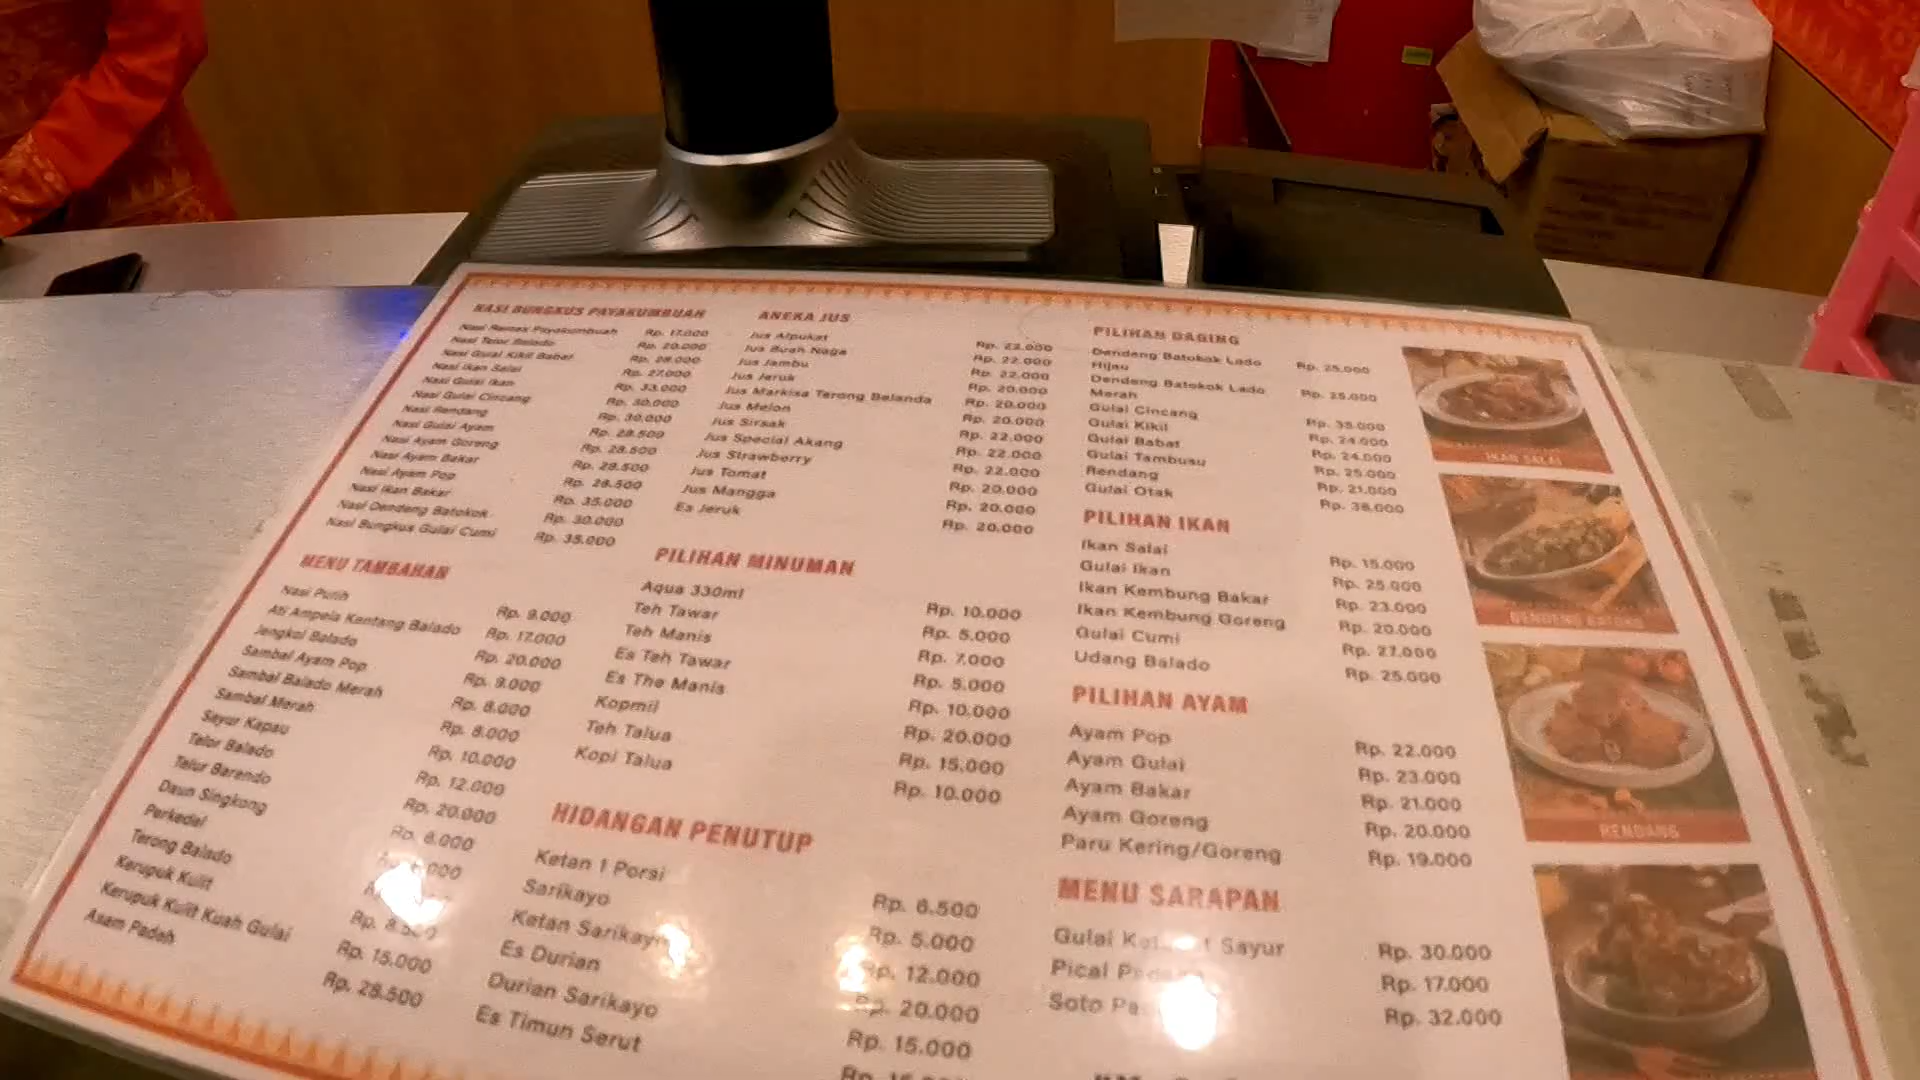 NASI BUNGKUS PAYAKUMBUAH
Nasi Ramas Payakumbuah Rp. 17.000
Nasi Telor Balado Rp. 20.000
Nasi Gulai Kikil Babat Rp. 28.000
Nasi Ikan Salai Rp. 27.000
Nasi Gulai Ikan Rp. 33.000
Nasi Gulai Cincang Rp. 30.000
Nasi Rendang Rp. 30.000
Nasi Gulai Ayam Rp. 28.500
Nasi Ayam Goreng Rp. 28.500
Nasi Ayam Bakar Rp. 28.500
Nasi Ayam Pop Rp. 28.500
Nasi Ikan Bakar Rp. 35.000
Nasi Dendeng Batokok Rp. 30.000
Nasi Bungkus Gulai Cumi Rp. 35.000
MENU TAMBAHAN
Nasi Putih Rp. 9.000
Ati Ampela Kentang Balado Rp. 17.000
Jengkol Balado Rp. 20.000
Sambal Ayam Pop Rp. 9.000
Sambal Balado Merah Rp. 8.000
Sambal Merah Rp. 8.000
Sayur Kapau Rp. 10.000
Telor Balado Rp. 12.000
Telur Barendo Rp. 20.000
Daun Singkong Rp. 8.000
Perkedel
Terong Balado
Kerupuk Kulit Rp. 8.500
Kerupuk Kulit Kuah Gulai Rp. 15.000
Asam Padeh Rp. 28.500
ANEKA JUS
Jus Alpukat Rp. 22.000
Jus Buah Naga Rp. 22.000
Jus Jambu Rp. 22.000
Jus Jeruk Rp. 20.000
Jus Markisa Terong Belanda Rp. 20.000
Jus Melon Rp. 20.000
Jus Sirsak Rp. 22.000
Jus Special Akang Rp. 22.000
Jus Strawberry Rp. 22.000
Jus Tomat Rp. 20.000
Jus Mangga Rp. 20.000
Es Jeruk Rp. 20.000
PILIHAN MINUMAN
Aqua 330ml Rp. 10.000
Teh Tawar Rp. 5.000
Teh Manis Rp. 7.000
Es Teh Tawar Rp. 5.000
Es The Manis Rp. 10.000
Kopmil Rp. 20.000
Teh Talua Rp. 15.000
Kopi Talua Rp. 10.000
HIDANGAN PENUTUP
Ketan 1 Porsi Rp. 6.500
Sarikayo Rp. 5.000
Ketan Sarikayo Rp. 12.000
Es Durian Rp. 20.000
Durian Sarikayo Rp. 15.000
Es Timun Serut
PILIHAN DAGING
Dendeng Batokok Lado
Hijau Rp. 25.000
Dendeng Batokok Lado
Merah Rp. 25.000
Gulai Cincang Rp. 35.000
Gulai Kikil Rp. 24.000
Gulai Babat Rp. 24.000
Gulai Tambusu Rp. 25.000
Rendang Rp. 21.000
Gulai Otak Rp. 36.000
PILIHAN IKAN
Ikan Salai Rp. 15.000
Gulai Ikan Rp. 25.000
Ikan Kembung Bakar Rp. 23.000
Ikan Kembung Goreng Rp. 20.000
Gulai Cumi Rp. 27.000
Udang Balado Rp. 25.000
PILIHAN AYAM
Ayam Pop Rp. 22.000
Ayam Gulai Rp. 23.000
Ayam Bakar Rp. 21.000
Ayam Goreng Rp. 20.000
Paru Kering/Goreng Rp. 19.000
MENU SARAPAN
Gulai Sayur Rp. 30.000
Pical Rp. 17.000
Soto Rp. 32.000
IKAN SALAI
DENDENG BATOKO
RENDANG